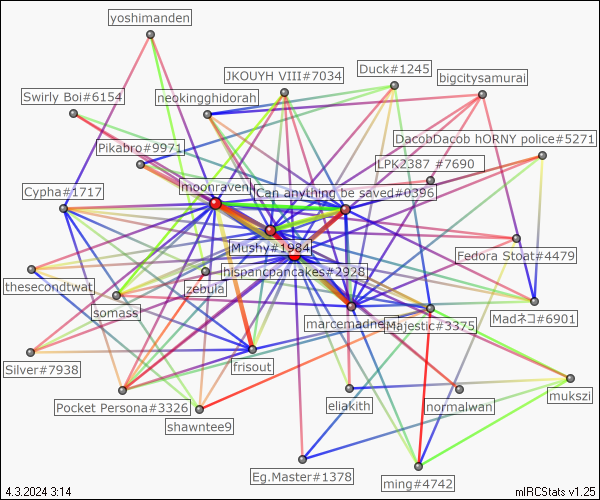 yoshimanden
JKOUYH VIII#7034
Duck#1245
bigcitysamurai
Swirly Boi#6154
neokingghidorah
Pikabro#9971
DacobDacob hORNY police#5271
LPK2387 #7690
moonraven
Can anything be saved#0396
Cypha#1717
Mushy#1984
Fedora Stoat#4479
hispancpancakes#2928
thesecondtwat
zebula
somass
marcemadne
Majestic#3375
Madネコ#6901
Silver#7938
frisout
Pocket Persona#3326
shawntee9
eliakith
normalwan
mukszi
Eg.Master#1378
ming#4742
4.3.2024 3:14
mIRCStats v1.25